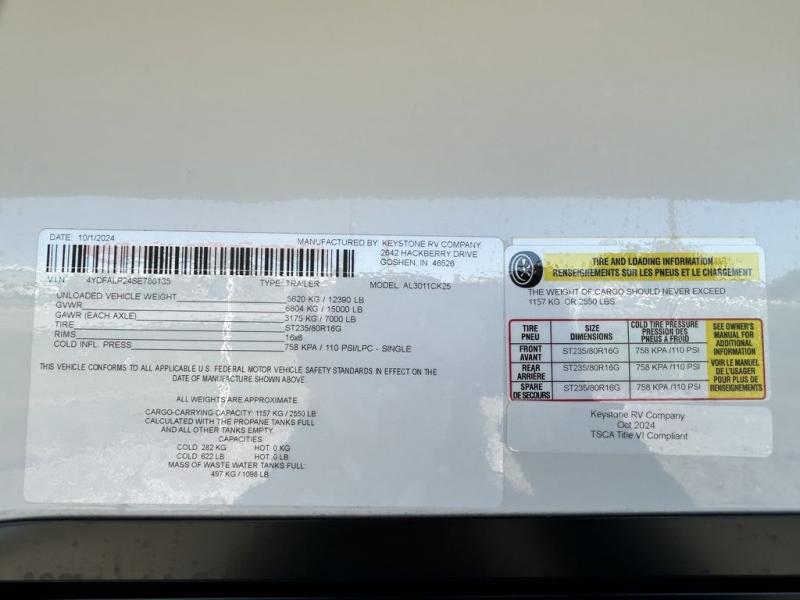 DATE: 10/1/2024
MANUFACTURED BY: KEYSTONE RV COMPANY
2642 HACKBERRY DRIVE
GOSHEN, IN 46526
V.I.N. 4YDFALP24SE780135 TYPE: TRAILER MODEL: AL3011CK25
UNLOADED VEHICLE WEIGHT 5620 KG / 12390 LB
GVWR 6804 KG / 15000 LB
GAWR (EACH AXLE) 3175 KG / 7000 LB
TIRE ST235/80R16G
RIMS 16x6
COLD INFL. PRESS 758 KPA / 110 PSI/LPC - SINGLE
THIS VEHICLE CONFORMS TO ALL APPLICABLE U.S. FEDERAL MOTOR VEHICLE SAFETY STANDARDS IN EFFECT ON THE
DATE OF MANUFACTURE SHOWN ABOVE.
ALL WEIGHTS ARE APPROXIMATE
CARGO-CARRYING CAPACITY: 1157 KG / 2550 LB
CALCULATED WITH THE PROPANE TANKS FULL
AND ALL OTHER TANKS EMPTY.
CAPACITIES
COLD: 282 KG HOT: 0 KG
COLD: 622 LB HOT: 0 LB
MASS OF WASTE WATER TANKS FULL:
497 KG / 1096 LB
TIRE AND LOADING INFORMATION
RENSEIGNEMENTS SUR LES PNEUS ET LE CHARGEMENT
THE WEIGHT OF CARGO SHOULD NEVER EXCEED
1157 KG OR 2550 LBS
TIRE PNEU SIZE DIMENSIONS COLD TIRE PRESSURE PRESSION DES PNEUS A FROID
FRONT AVANT ST235/80R16G 758 KPA /110 PSI
REAR ARRIÈRE ST235/80R16G 758 KPA /110 PSI
SPARE DE SECOURS ST235/80R16G 758 KPA /110 PSI
SEE OWNER'S
MANUAL FOR
ADDITIONAL
INFORMATION
VOIR LE MANUEL
DE L'USAGER
POUR PLUS DE
RENSEIGNEMENTS
Keystone RV Company
Oct 2024
TSCA Title VI Compliant